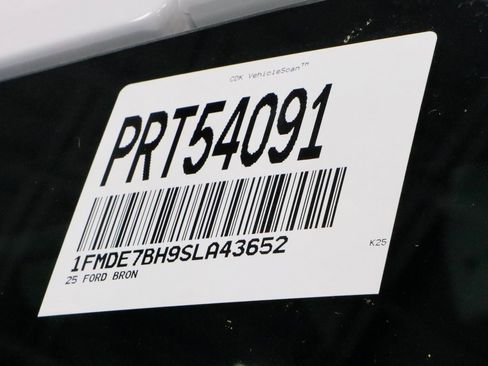 CDK VehicleScan™
PRT54091
1FMDE7BH9SLA43652
25 FORD BRON
K25